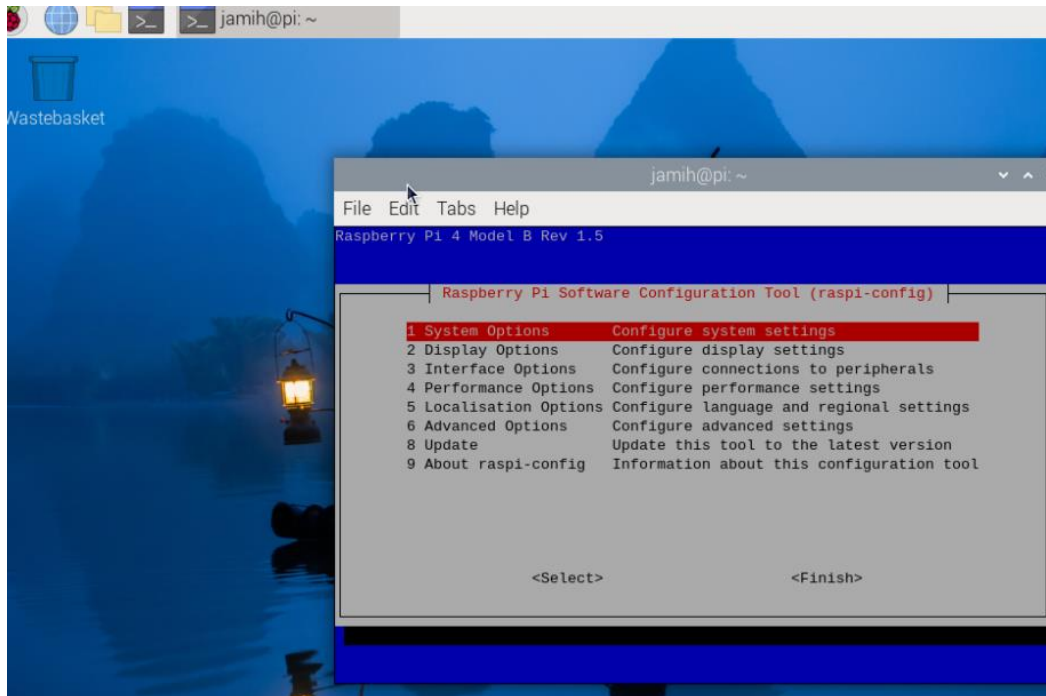 jamih@pi: ~
Wastebasket
jamih@pi: ~
File Edit Tabs Help
Raspberry Pi 4 Model B Rev 1.5
Raspberry Pi Software Configuration Tool (raspi-config)
1 System Options Configure system settings
2 Display Options Configure display settings
3 Interface Options Configure connections to peripherals
4 Performance Options Configure performance settings
5 Localisation Options Configure language and regional settings
6 Advanced Options Configure advanced settings
8 Update Update this tool to the latest version
9 About raspi-config Information about this configuration tool
<Select> <Finish>